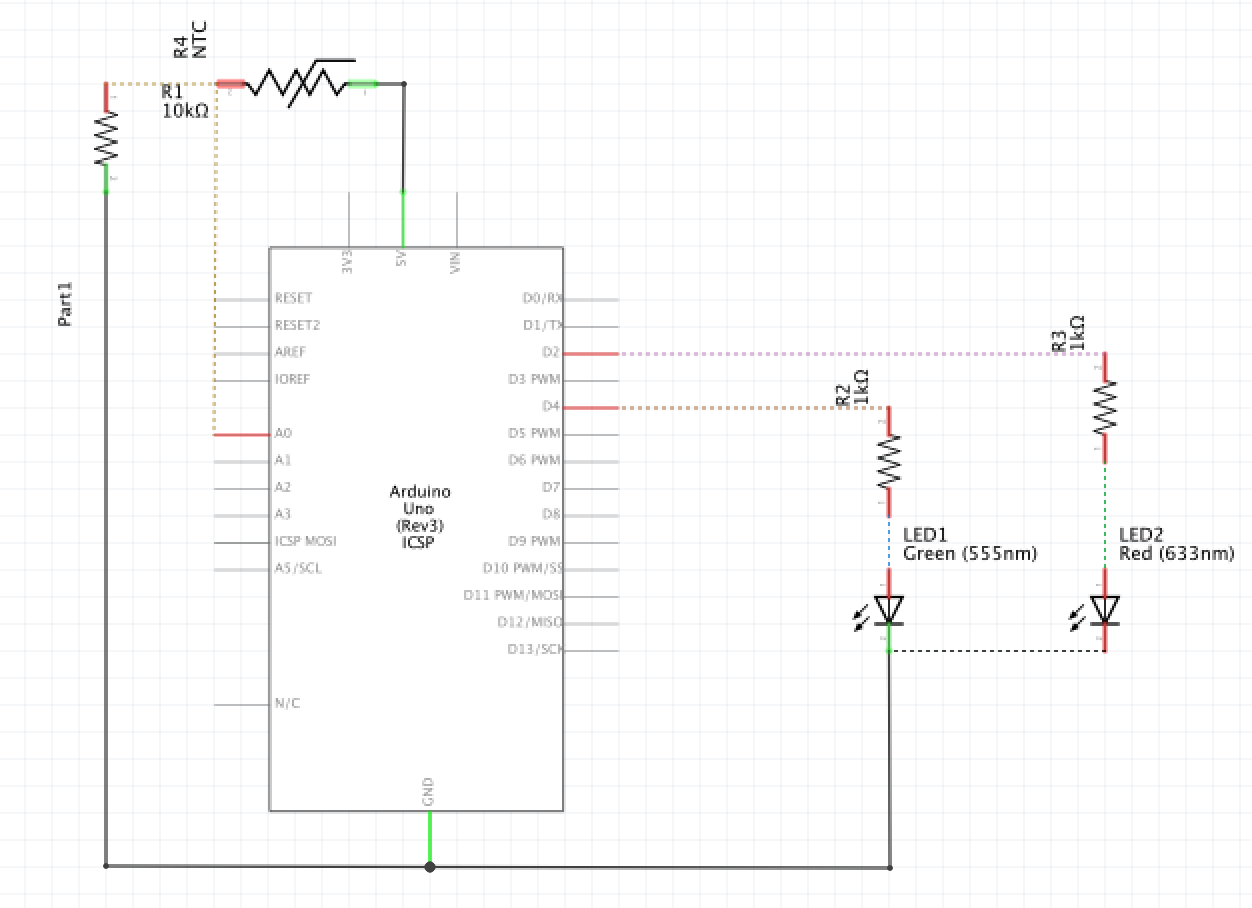 R4
NTC
R1
10kΩ
3V3
5V
VIN
Part1
RESET
RESET2
AREF
IOREF
A0
A1
A2
A3
ICSP MOSI
A5/SCL
N/C
D0/RX
D1/TX
D2
D3 PWM
D4
D5 PWM
D6 PWM
D7
D8
D9 PWM
D10 PWM/SS
D11 PWM/MOSI
D12/MISO
D13/SCK
Arduino
Uno
(Rev3)
ICSP
GND
R2
1kΩ
R3
1kΩ
LED1
Green (555nm)
LED2
Red (633nm)